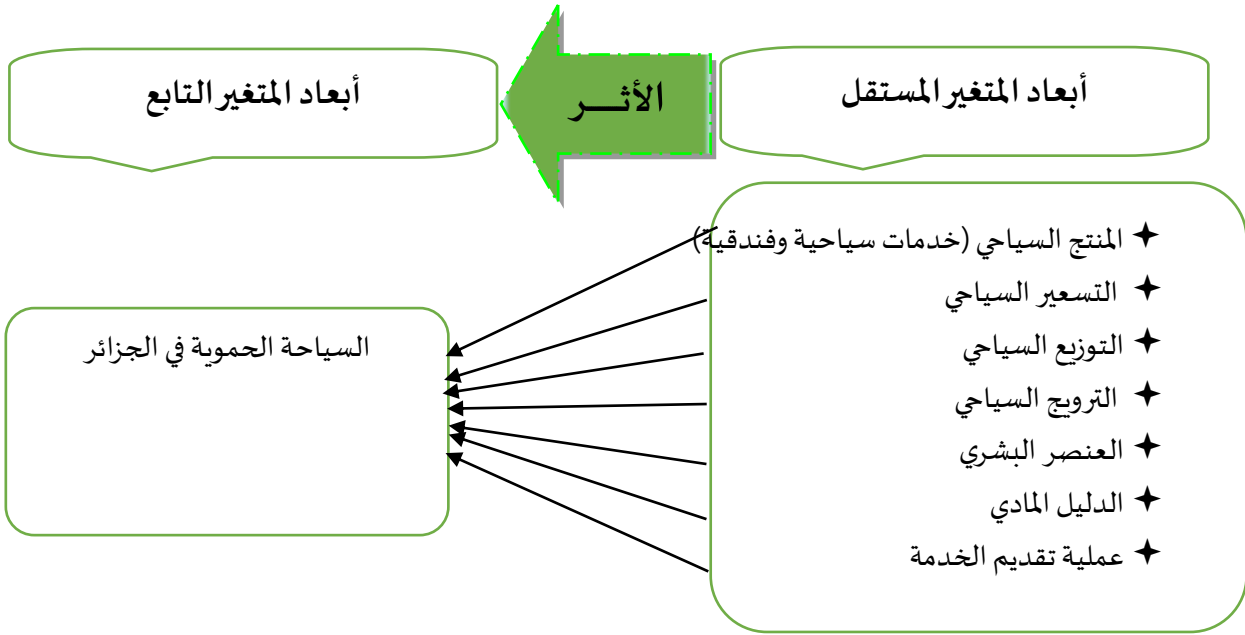 أبعاد المتغير المستقل
الأثـــر
أبعاد المتغير التابع
المنتج السياحي (خدمات سياحية وفندقية)
التسعير السياحي
التوزيع السياحي
الترويج السياحي
العنصر البشري
الدليل المادي
عملية تقديم الخدمة
السياحة الحموية في الجزائر